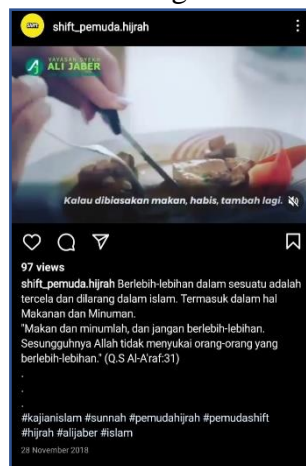 shift_pemuda.hijrah
YAYASAN SYEKH
ALI JABER
Kalau dibiasakan makan, habis, tambah lagi.
97 views
shift_pemuda.hijrah Berlebih-lebihan dalam sesuatu adalah
tercela dan dilarang dalam islam. Termasuk dalam hal
Makanan dan Minuman.
"Makan dan minumlah, dan jangan berlebih-lebihan.
Sesungguhnya Allah tidak menyukai orang-orang yang
berlebih-lebihan." (Q.S Al-A'raf:31)
.
.
.
#kajianislam #sunnah #pemudahijrah #pemudashift
#hijrah #alijaber #islam
28 November 2018